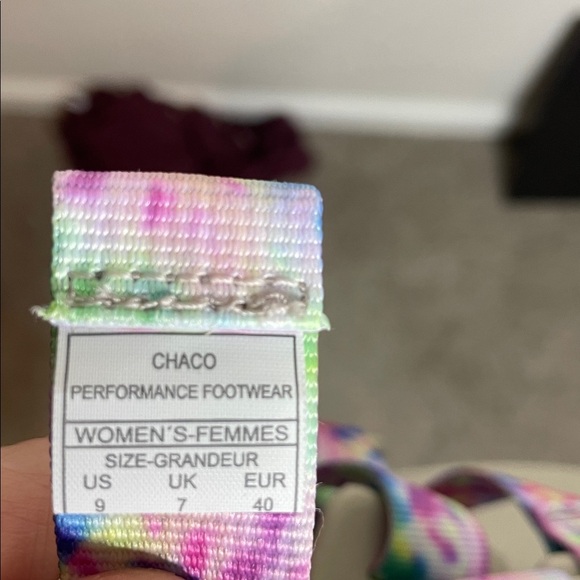 CHACO
PERFORMANCE FOOTWEAR
WOMEN´S-FEMMES
SIZE-GRANDEUR
US UK EUR
9 7 40